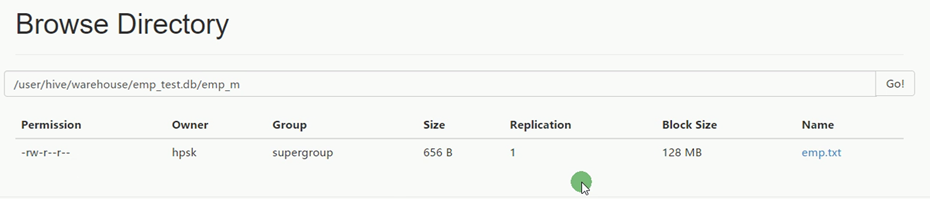 Browse Directory
/user/hive/warehouse/emp_test.db/emp_m Go!
Permission Owner Group Size Replication Block Size Name
-rw-r--r-- hpsk supergroup 656 B 1 128 MB emp.txt